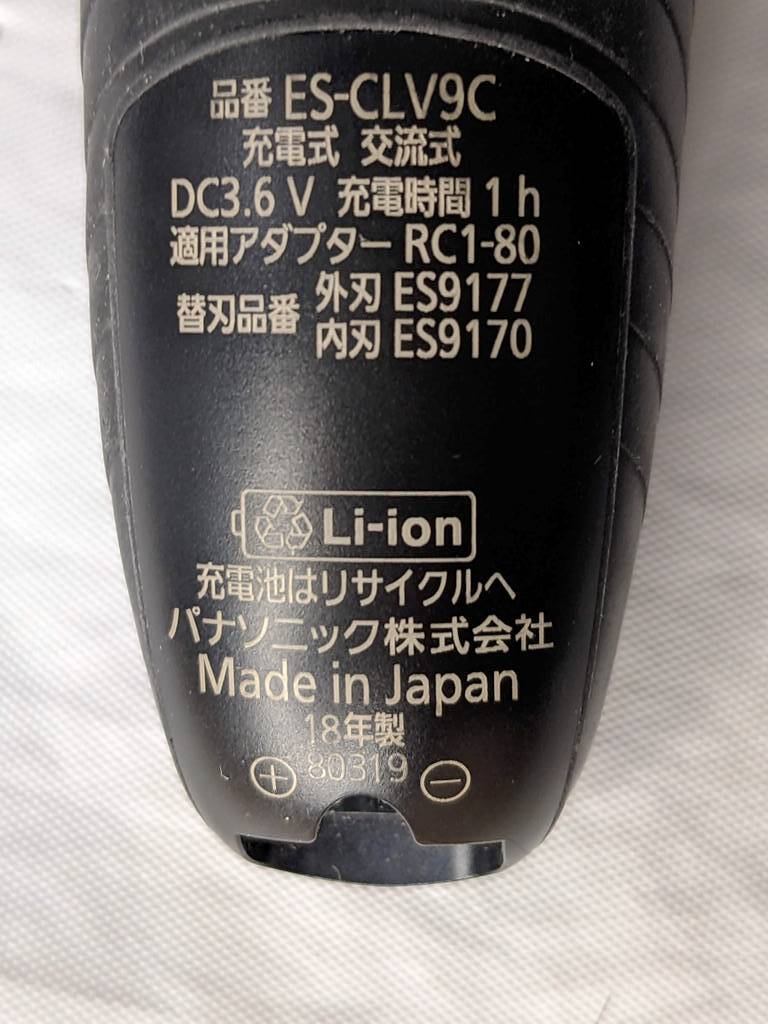 品番 ES-CLV9C
充電式 交流式
DC3.6 V 充電時間 1 h
適用アダプター RC1-80
替刃品番 外刃 ES9177
内刃 ES9170
Li-ion
充電池はリサイクルへ
パナソニック株式会社
Made in Japan
18年製
+ 80319 −